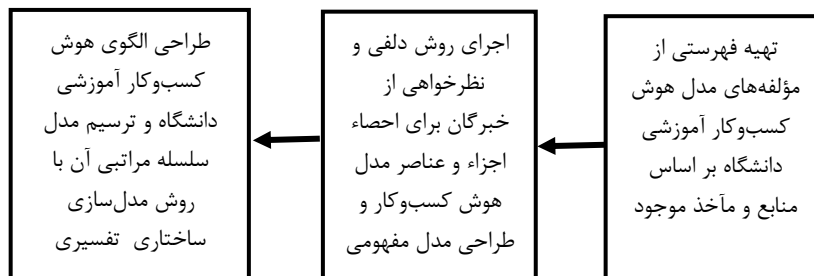 تهیه فهرستی از
مؤلفه‌های مدل هوش
کسب‌وکار آموزشی
دانشگاه بر اساس
منابع و مآخذ موجود
اجرای روش دلفی و
نظرخواهی از
خبرگان برای احصاء
اجزاء و عناصر مدل
هوش کسب‌وکار و
طراحی مدل مفهومی
طراحی الگوی هوش
کسب‌وکار آموزشی
دانشگاه و ترسیم مدل
سلسله مراتبی آن با
روش مدل‌سازی
ساختاری تفسیری